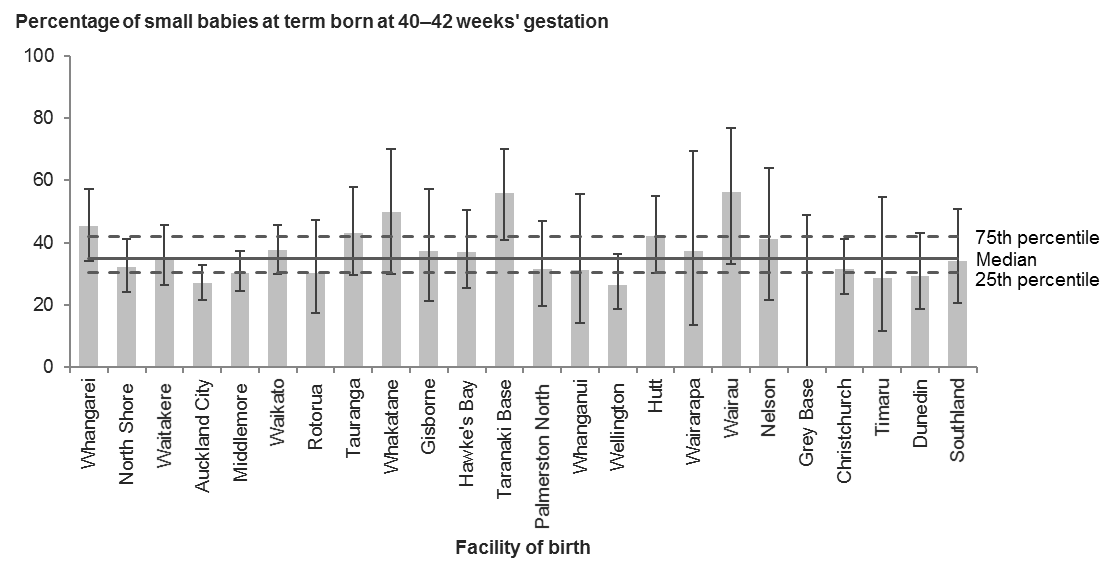 Percentage of small babies at term born at 40–42 weeks' gestation
100
80
60
40
20
0
75th percentile
Median
25th percentile
Whangarei
North Shore
Waitakere
Auckland City
Middlemore
Waikato
Rotorua
Tauranga
Whakatane
Gisborne
Hawke's Bay
Taranaki Base
Palmerston North
Whanganui
Wellington
Hutt
Wairarapa
Wairau
Nelson
Grey Base
Christchurch
Timaru
Dunedin
Southland
Facility of birth